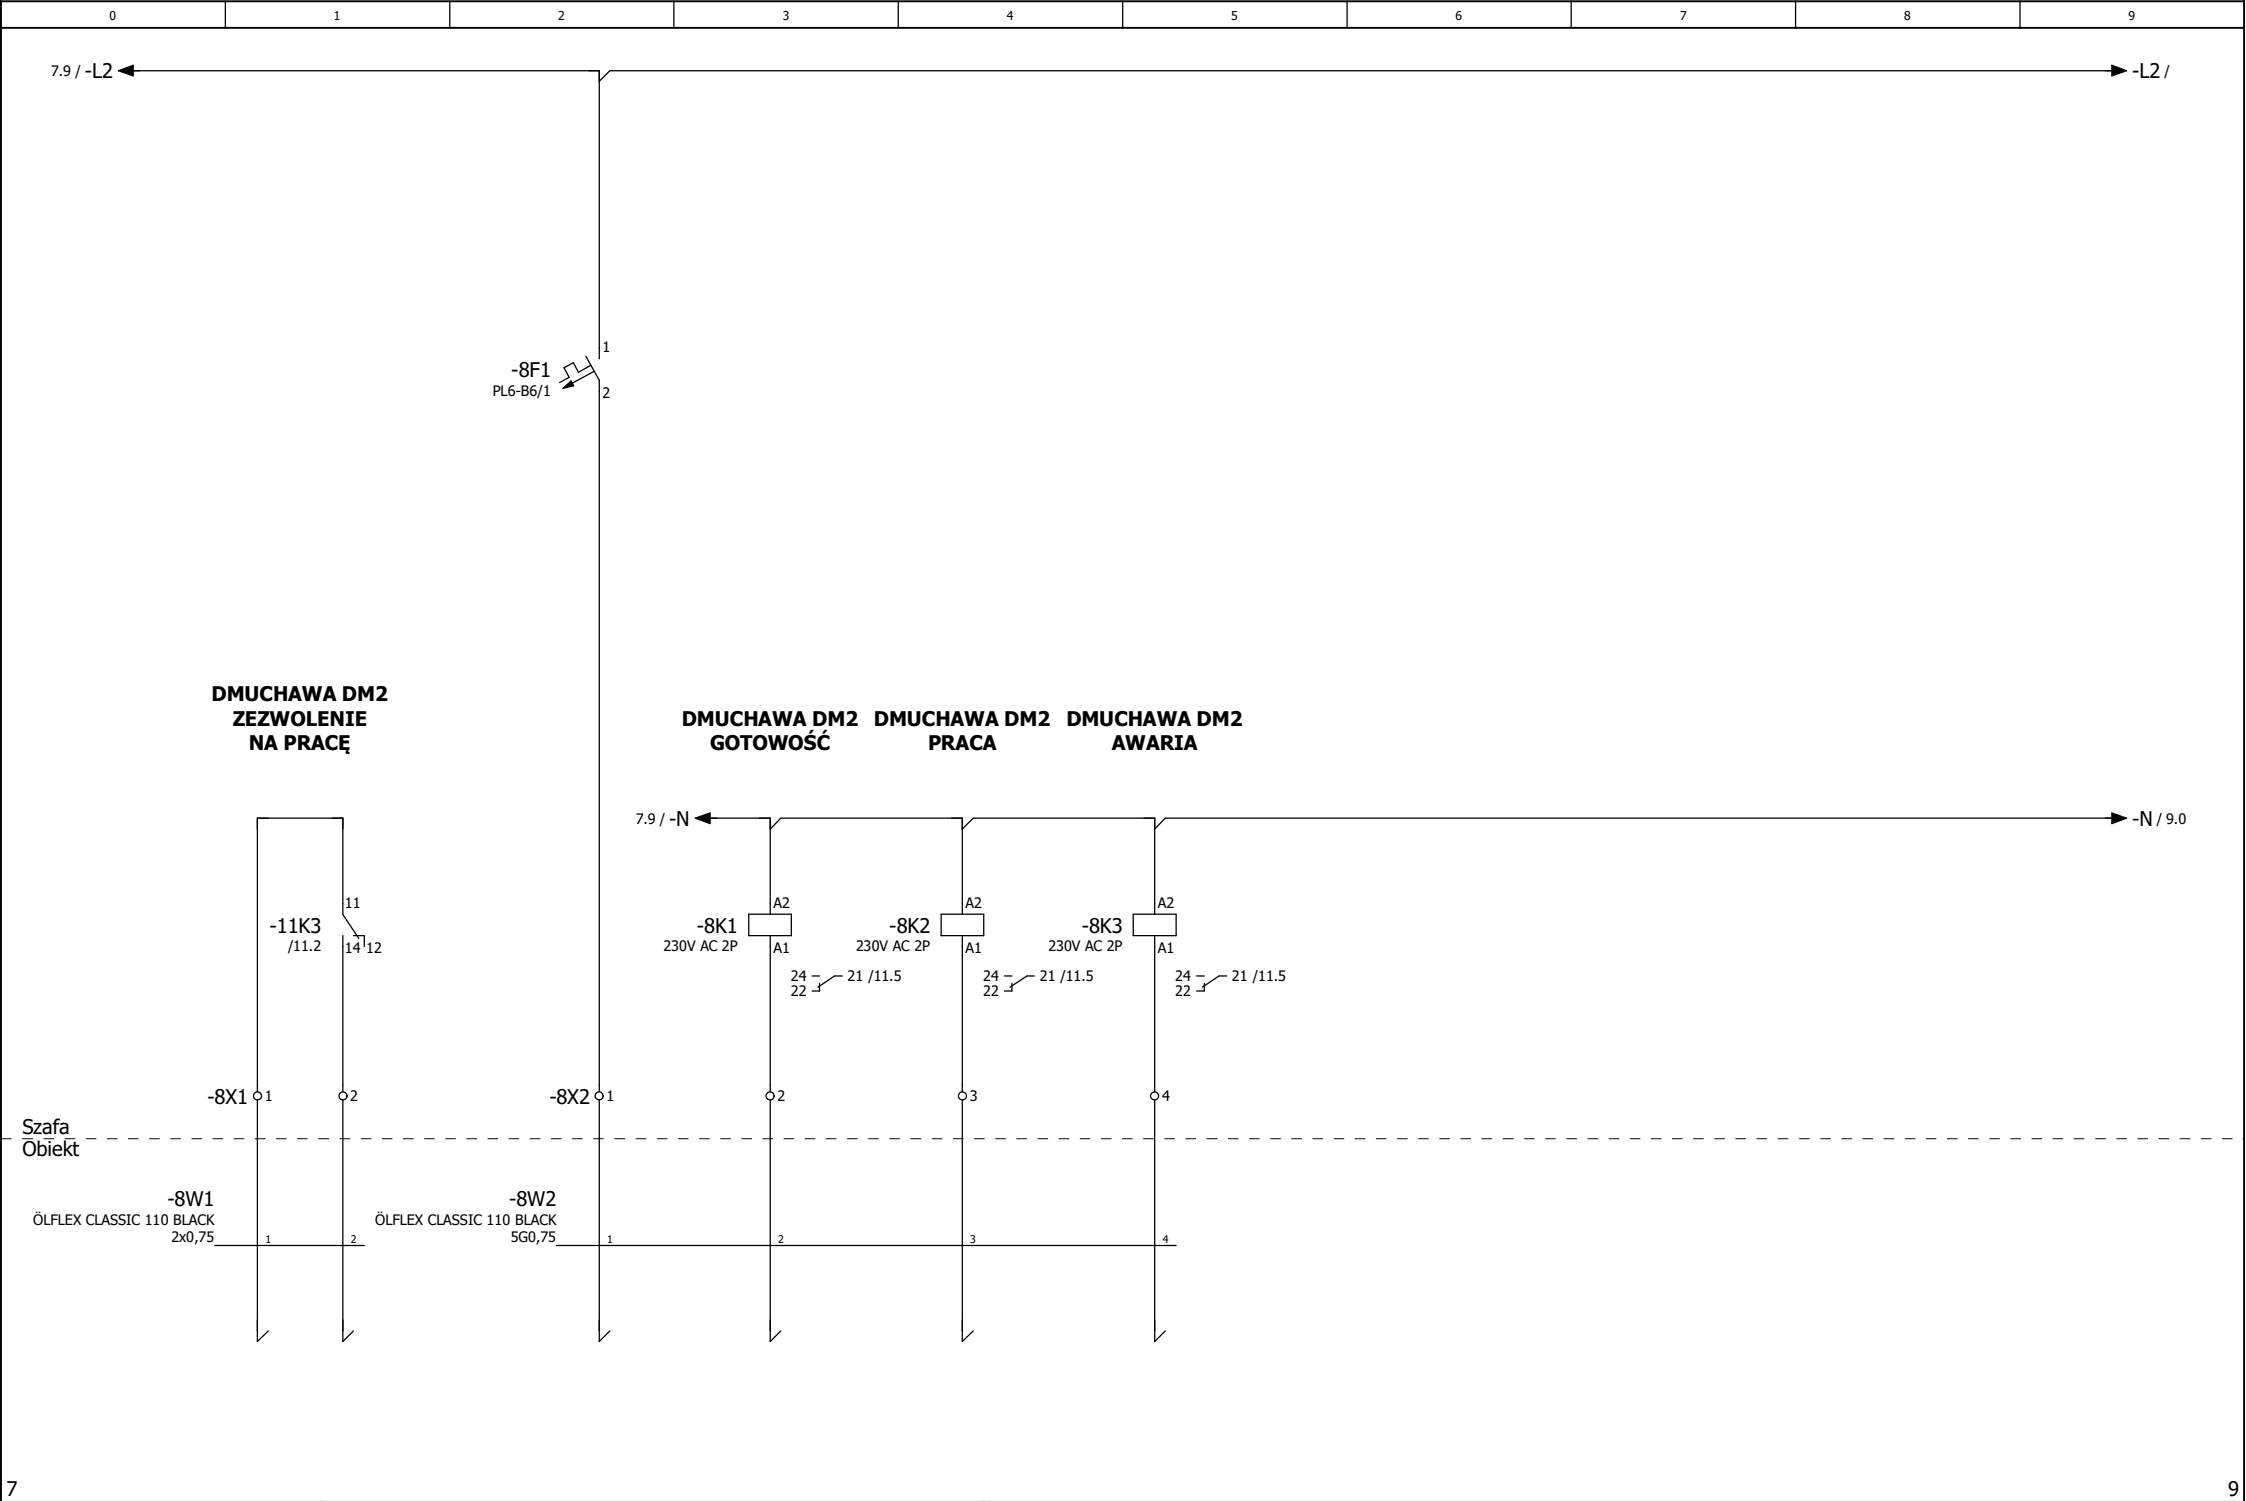 0 1 2 3 4 5 6 7 8 9
7.9 / -L2
-L2 /
1
-8F1
PL6-B6/1
2
DMUCHAWA DM2
ZEZWOLENIE
NA PRACĘ
DMUCHAWA DM2
GOTOWOŚĆ
DMUCHAWA DM2
PRACA
DMUCHAWA DM2
AWARIA
7.9 / -N
-N / 9.0
11
-11K3
/11.2
14 12
A2
-8K1
230V AC 2P
A1
24 21 /11.5
22
A2
-8K2
230V AC 2P
A1
24 21 /11.5
22
A2
-8K3
230V AC 2P
A1
24 21 /11.5
22
-8X1 1 2
-8X2 1 2 3 4
Szafa
Obiekt
-8W1
ÖLFLEX CLASSIC 110 BLACK
2x0,75
1 2
-8W2
ÖLFLEX CLASSIC 110 BLACK
5G0,75
1 2 3 4
7
9